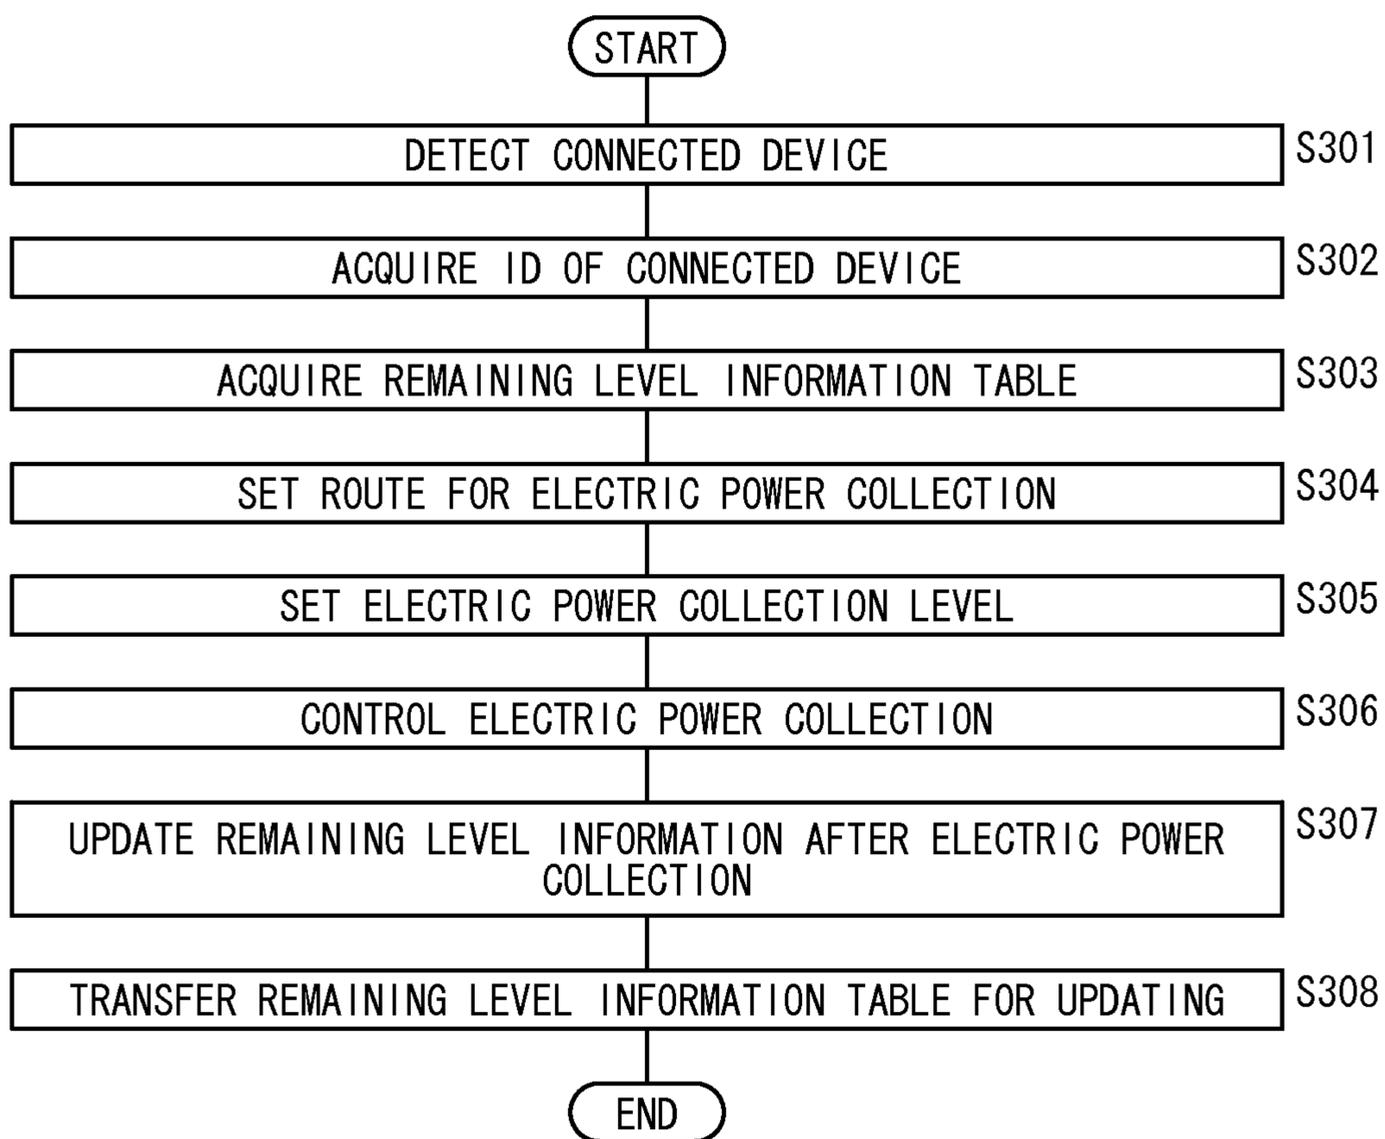 START
DETECT CONNECTED DEVICE
S301
ACQUIRE ID OF CONNECTED DEVICE
S302
ACQUIRE REMAINING LEVEL INFORMATION TABLE
S303
SET ROUTE FOR ELECTRIC POWER COLLECTION
S304
SET ELECTRIC POWER COLLECTION LEVEL
S305
CONTROL ELECTRIC POWER COLLECTION
S306
UPDATE REMAINING LEVEL INFORMATION AFTER ELECTRIC POWER
COLLECTION
S307
TRANSFER REMAINING LEVEL INFORMATION TABLE FOR UPDATING
S308
END